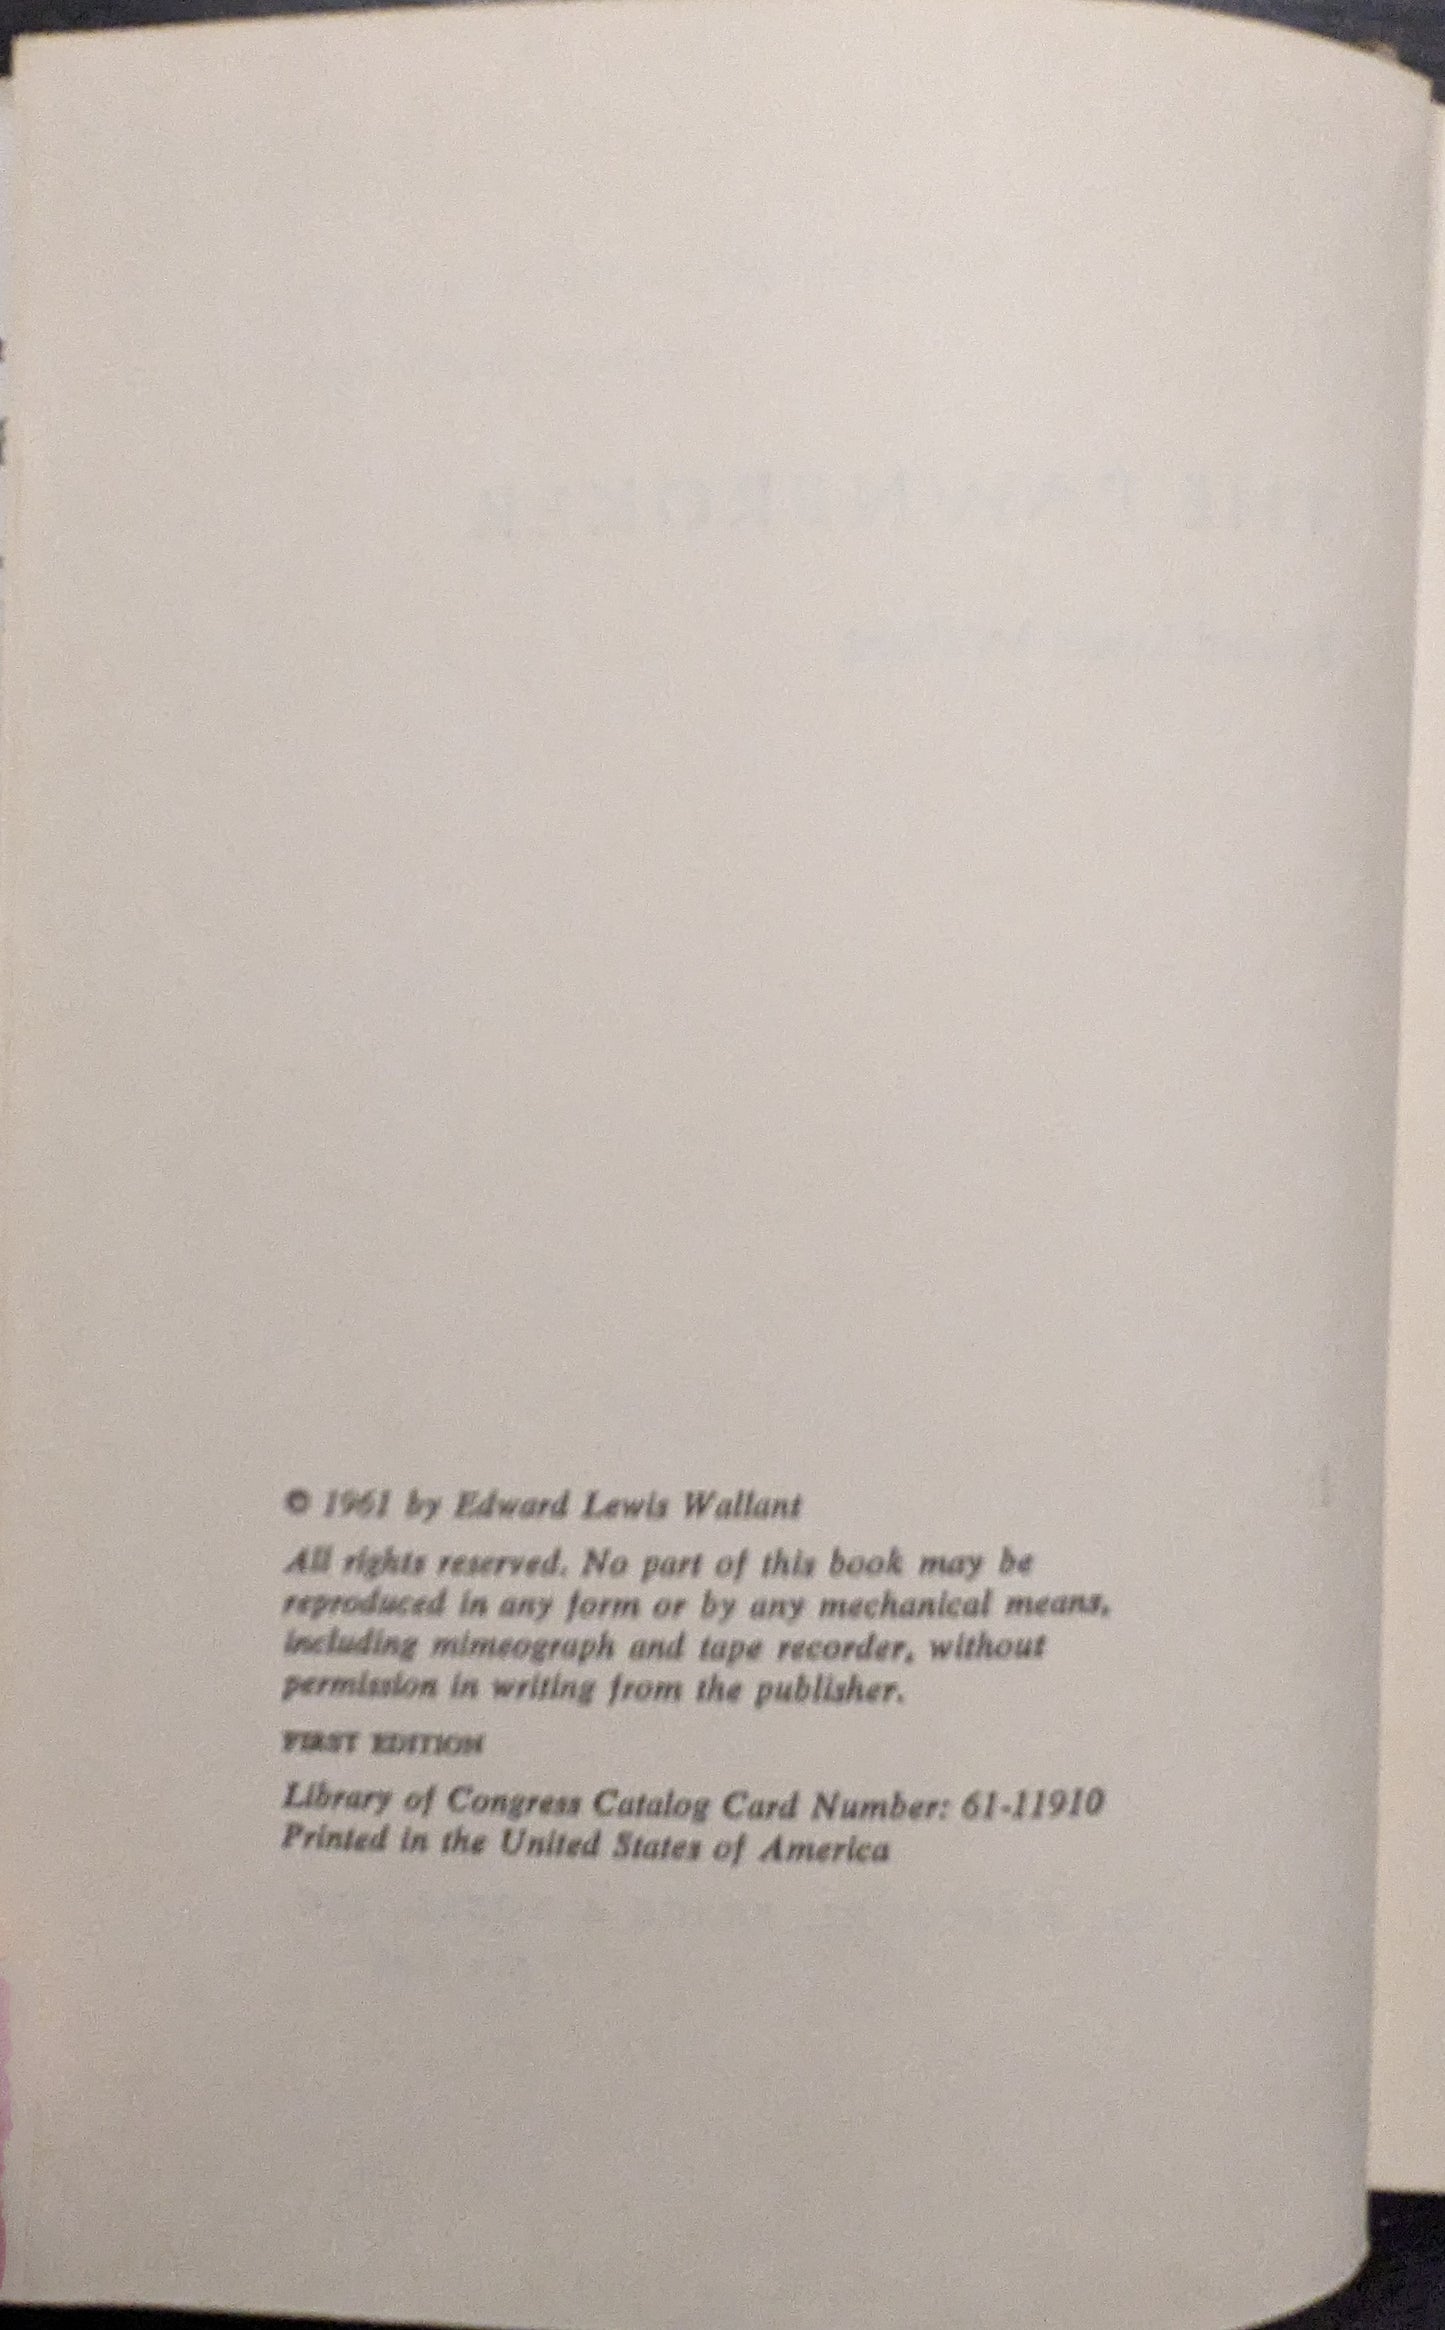 © 1961 by Edward Lewis Wallant
All rights reserved. No part of this book may be
reproduced in any form or by any mechanical means,
including mimeograph and tape recorder, without
permission in writing from the publisher.
FIRST EDITION
Library of Congress Catalog Card Number: 61-11910
Printed in the United States of America